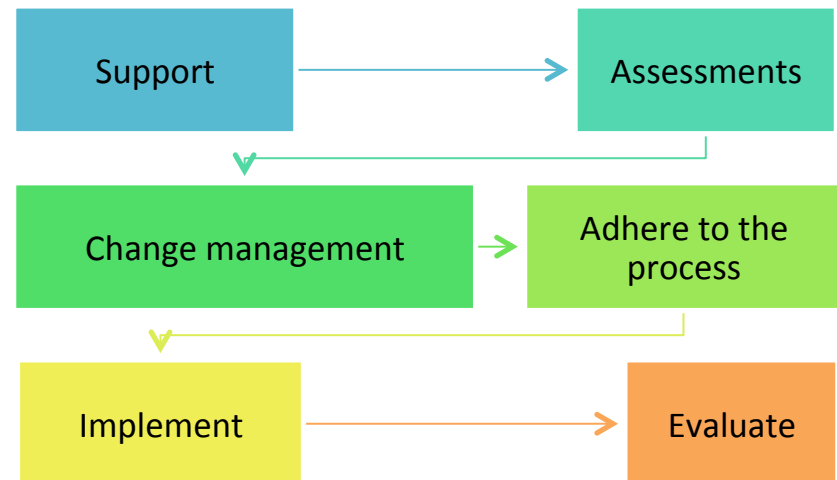 Support
Assessments
Change management
Adhere to the
process
Implement
Evaluate